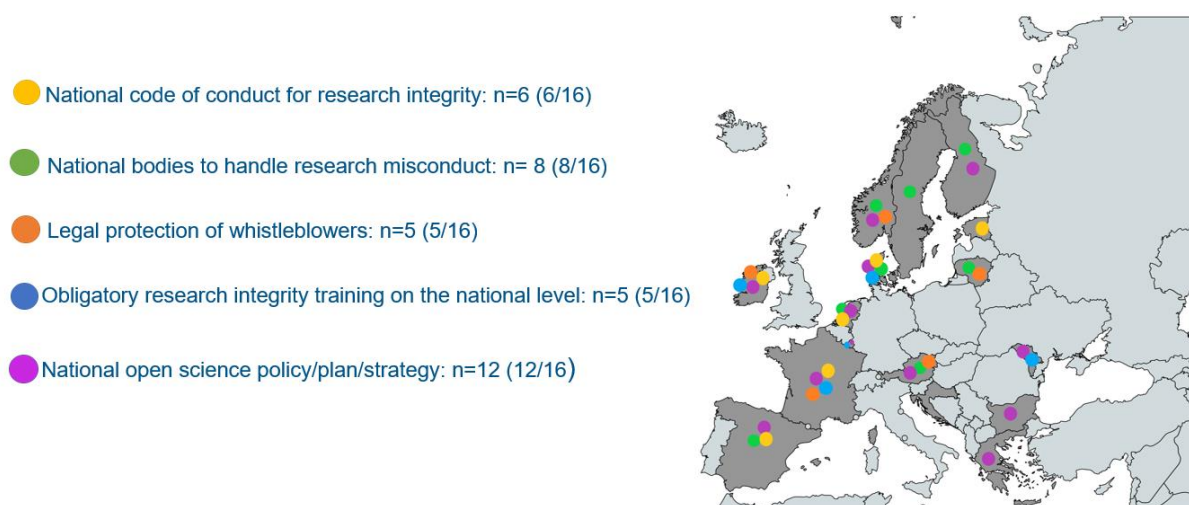 National code of conduct for research integrity: n=6 (6/16)
National bodies to handle research misconduct: n= 8 (8/16)
Legal protection of whistleblowers: n=5 (5/16)
Obligatory research integrity training on the national level: n=5 (5/16)
National open science policy/plan/strategy: n=12 (12/16)